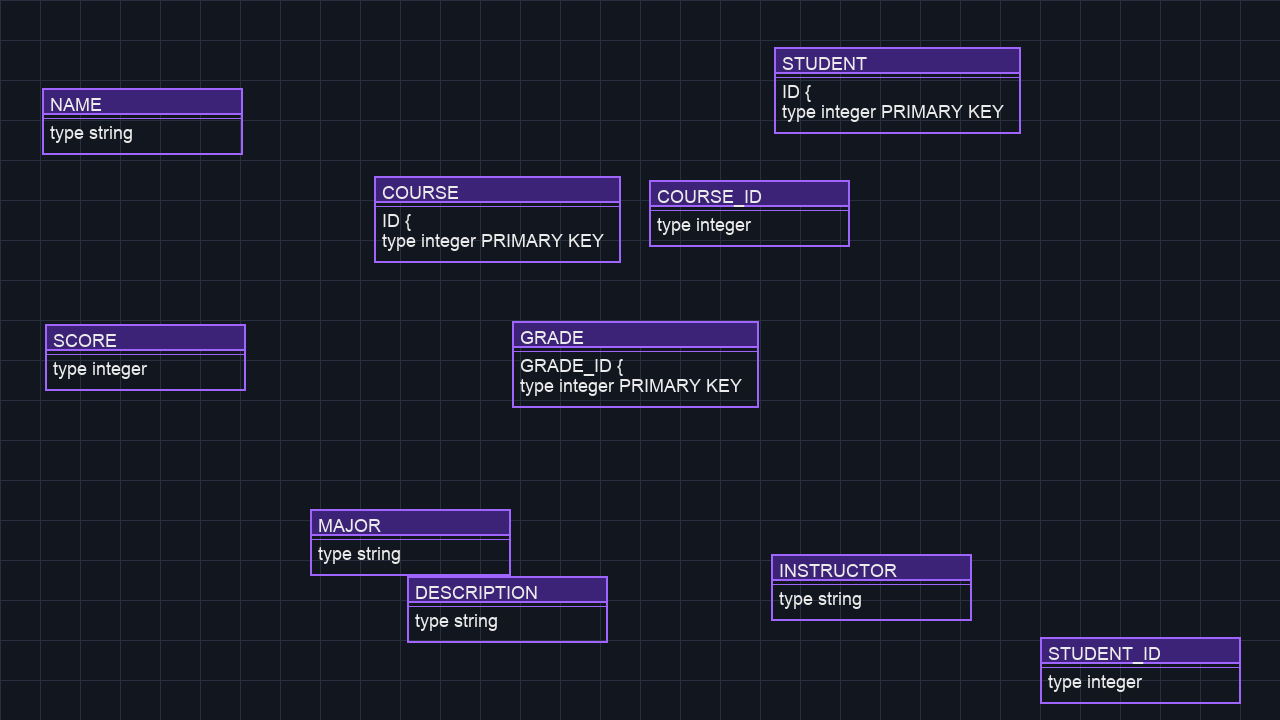 STUDENT
ID {
type integer PRIMARY KEY
NAME
type string
COURSE
ID {
type integer PRIMARY KEY
COURSE_ID
type integer
SCORE
type integer
GRADE
GRADE_ID {
type integer PRIMARY KEY
MAJOR
type string
DESCRIPTION
type string
INSTRUCTOR
type string
STUDENT_ID
type integer